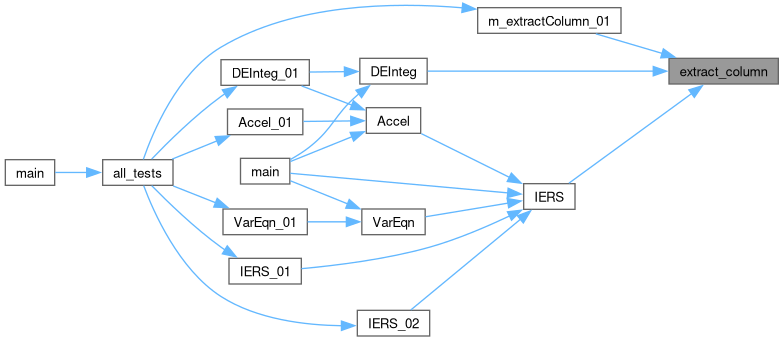 m_extractColumn_01
DEInteg_01
DEInteg
extract_column
Accel_01
Accel
main
all_tests
main
IERS
VarEqn_01
VarEqn
IERS_01
IERS_02